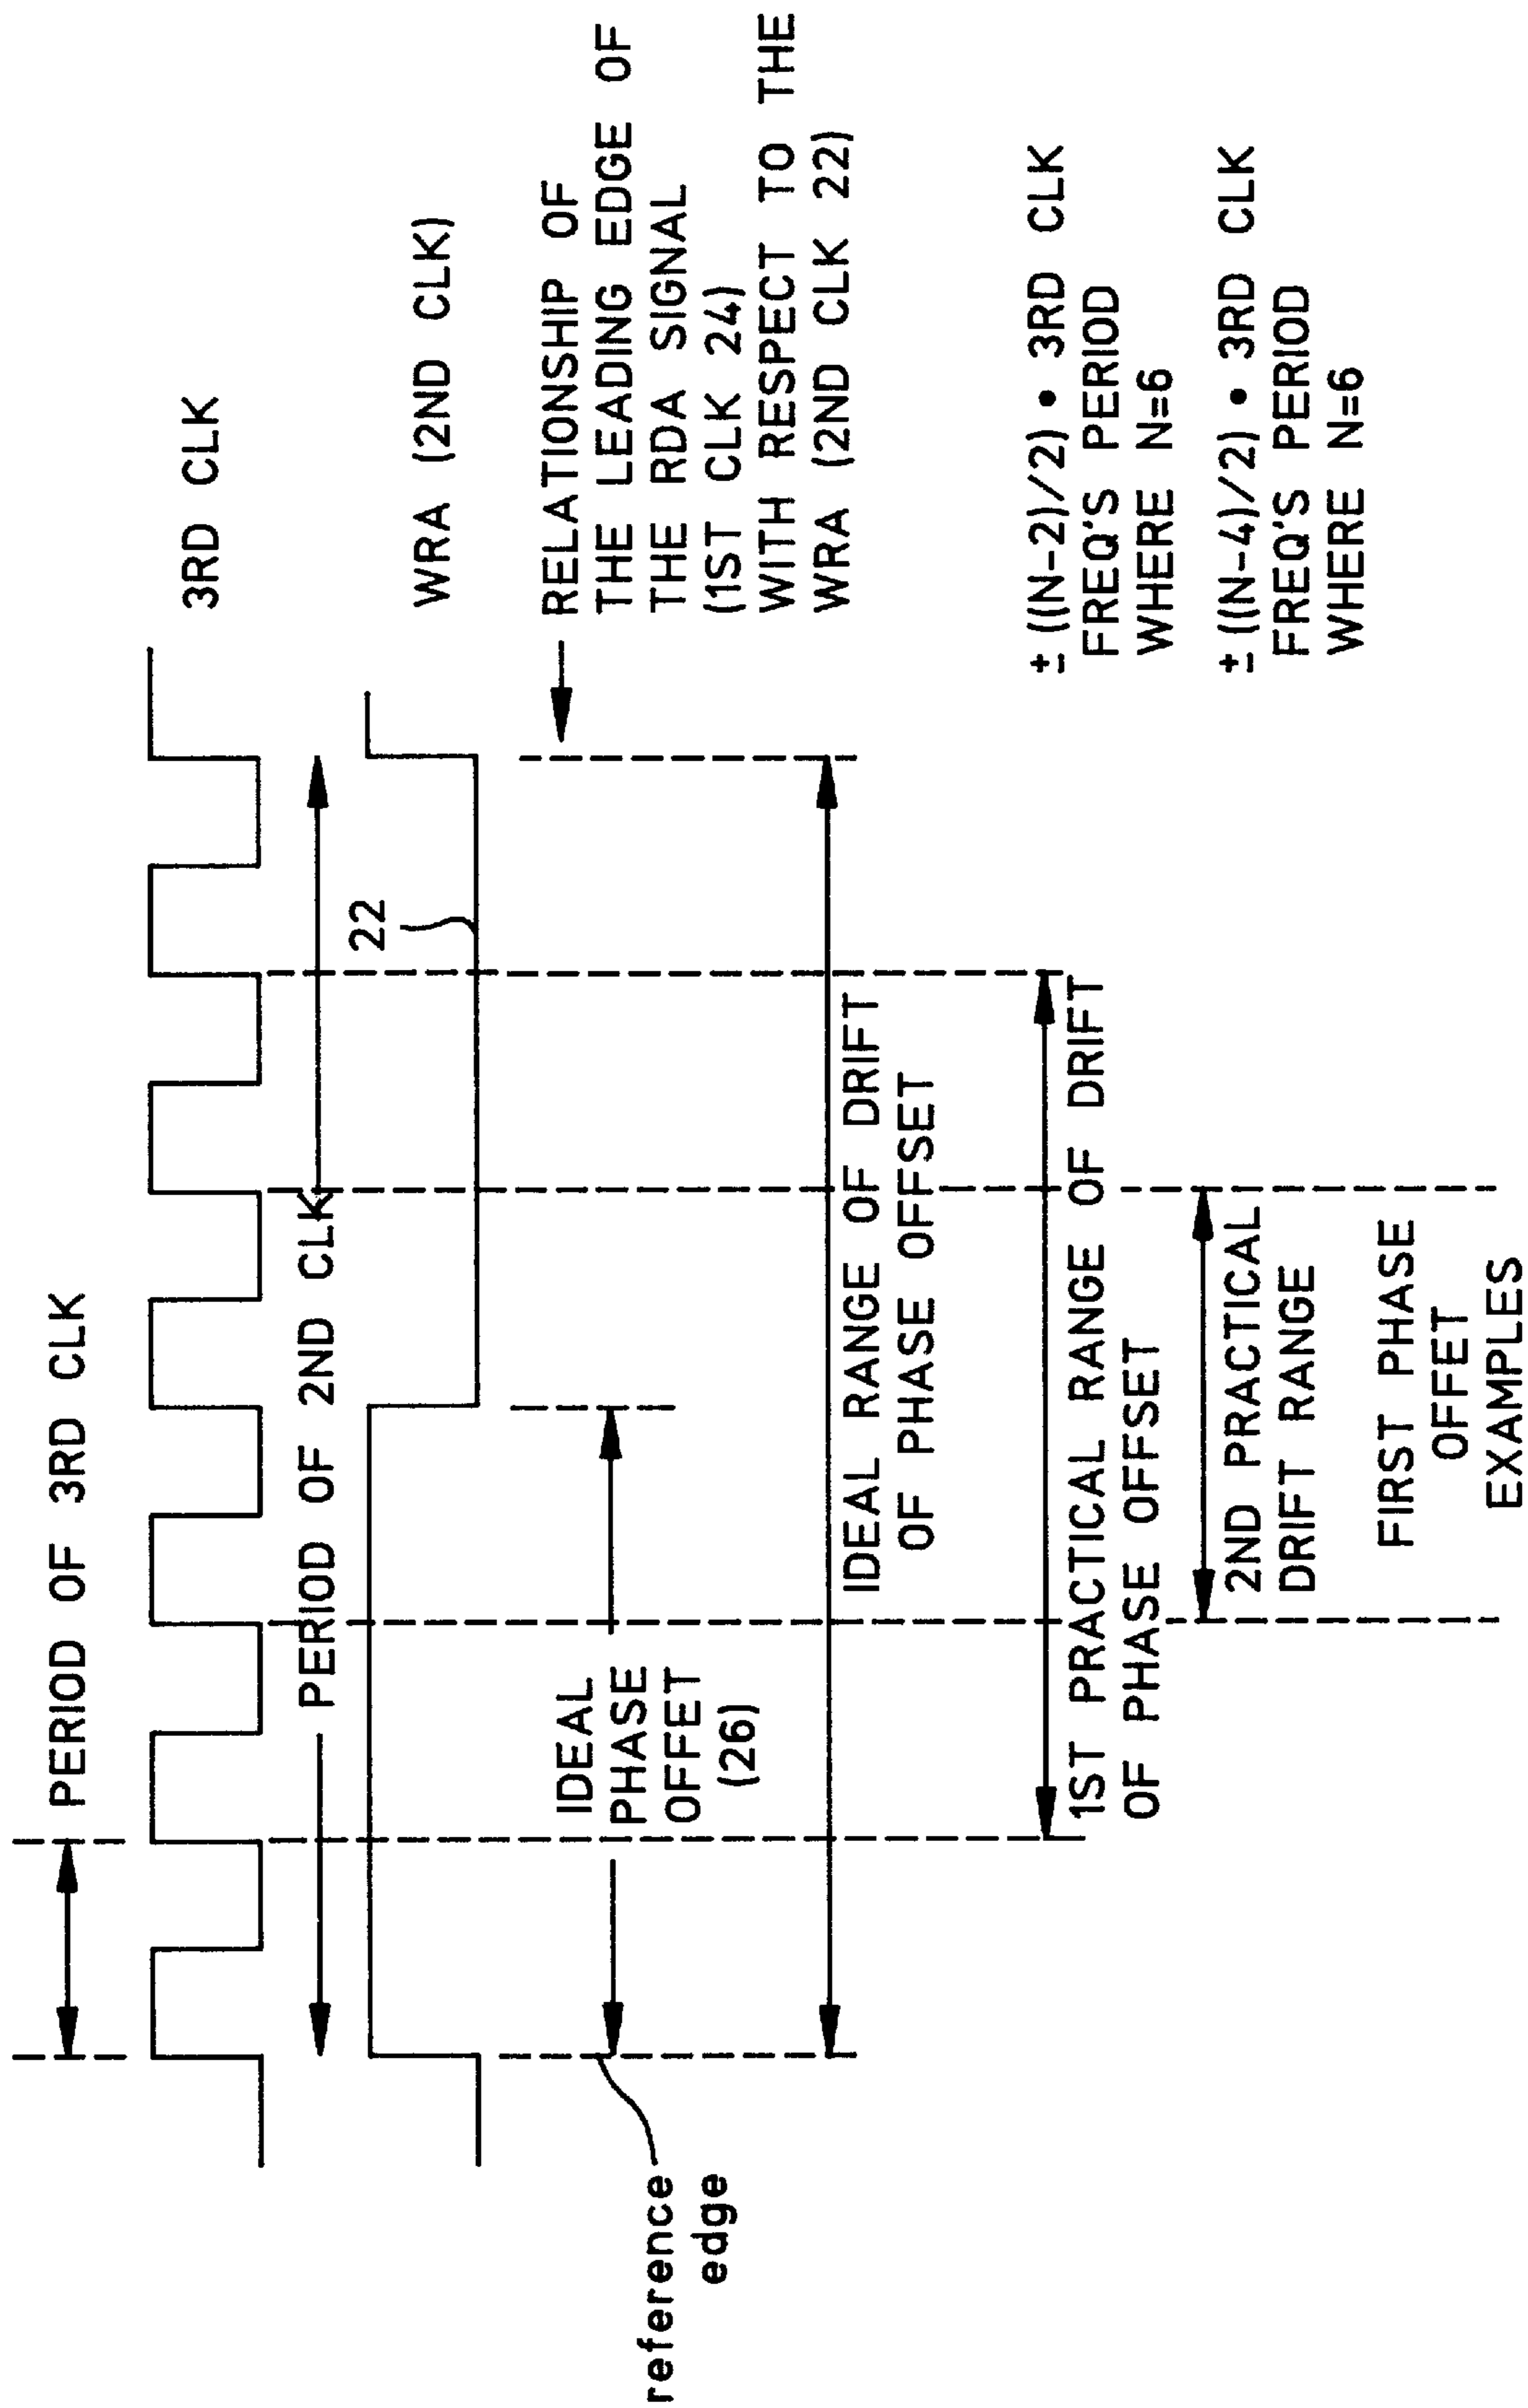 PERIOD OF 3RD CLK
3RD CLK
PERIOD OF 2ND CLK
22
WRA (2ND CLK)
reference
edge
IDEAL
PHASE
OFFET
(26)
RELATIONSHIP OF
THE LEADING EDGE OF
THE RDA SIGNAL
(1ST CLK 24)
WITH RESPECT TO THE
WRA (2ND CLK 22)
IDEAL RANGE OF DRIFT
OF PHASE OFFSET
1ST PRACTICAL RANGE OF DRIFT
OF PHASE OFFSET
± ((N-2)/2) • 3RD CLK
FREQ'S PERIOD
WHERE N=6
2ND PRACTICAL
DRIFT RANGE
± ((N-4)/2) • 3RD CLK
FREQ'S PERIOD
WHERE N=6
FIRST PHASE
OFFET
EXAMPLES